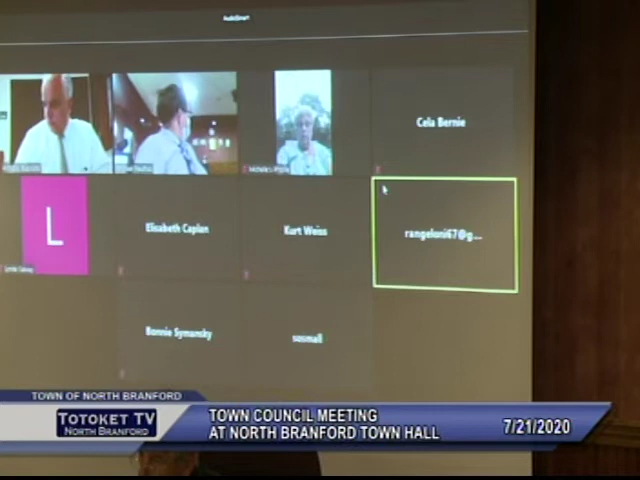 Cela Bernie
L
Elisabeth Caplan
Kurt Weiss
rangeloni67@g...
Bonnie Symansky
sosmall
TOWN OF NORTH BRANFORD
TOTOKET TV
NORTH BRANFORD
TOWN COUNCIL MEETING
AT NORTH BRANFORD TOWN HALL
7/21/2020